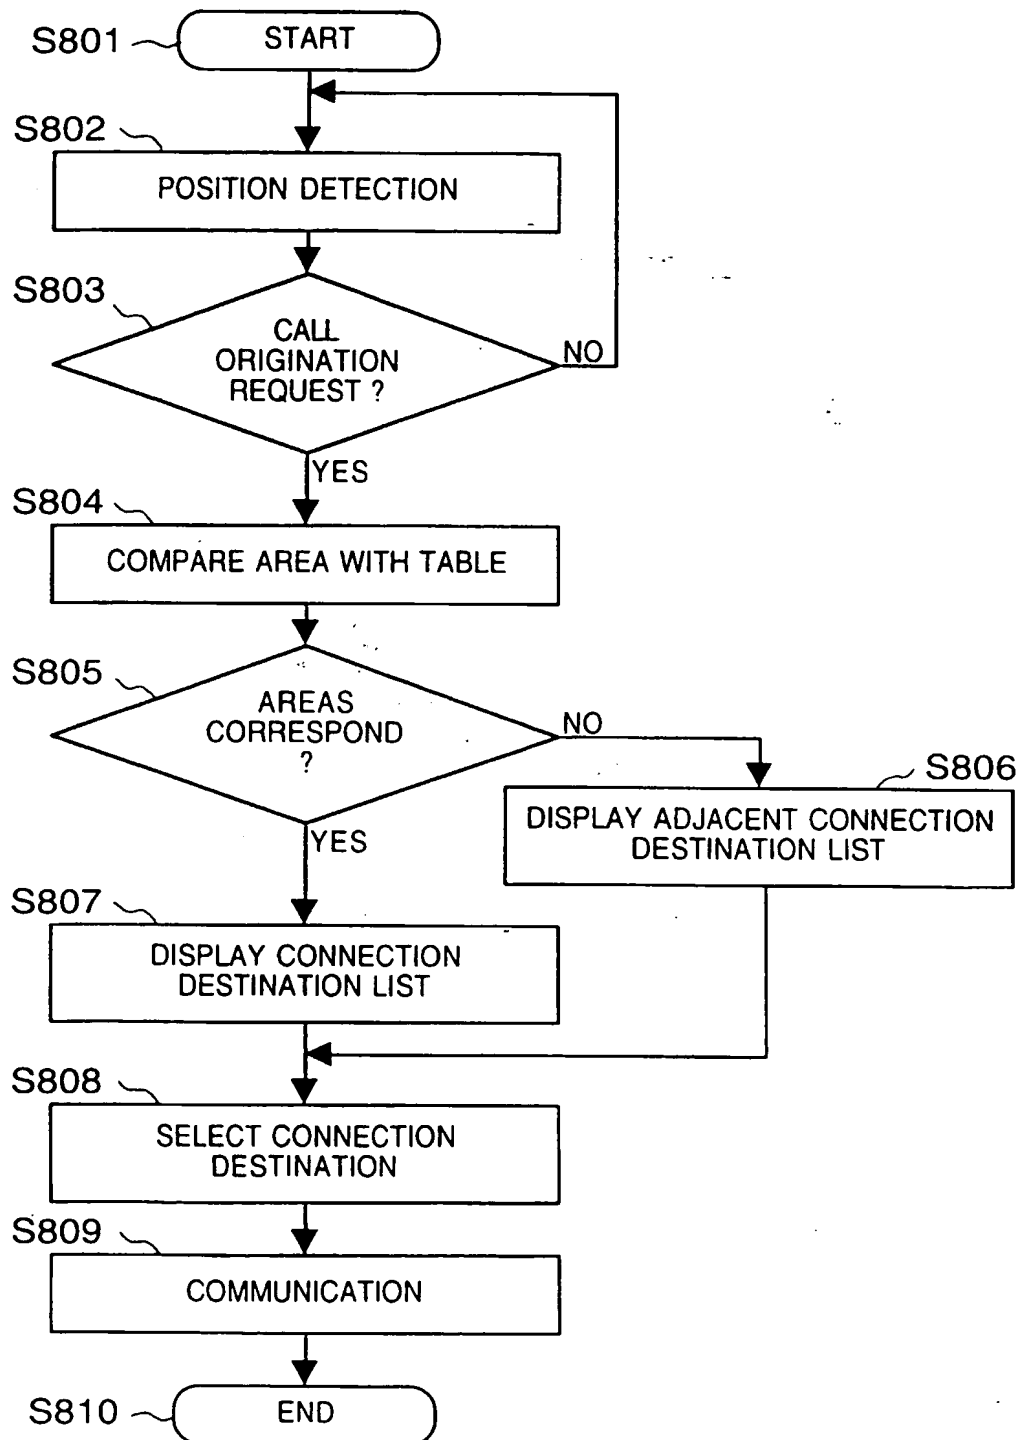 S801
START
S802
POSITION DETECTION
S803
CALL
ORIGINATION
REQUEST ?
NO
YES
S804
COMPARE AREA WITH TABLE
S805
AREAS
CORRESPOND
?
NO
YES
S806
DISPLAY ADJACENT CONNECTION
DESTINATION LIST
S807
DISPLAY CONNECTION
DESTINATION LIST
S808
SELECT CONNECTION
DESTINATION
S809
COMMUNICATION
S810
END